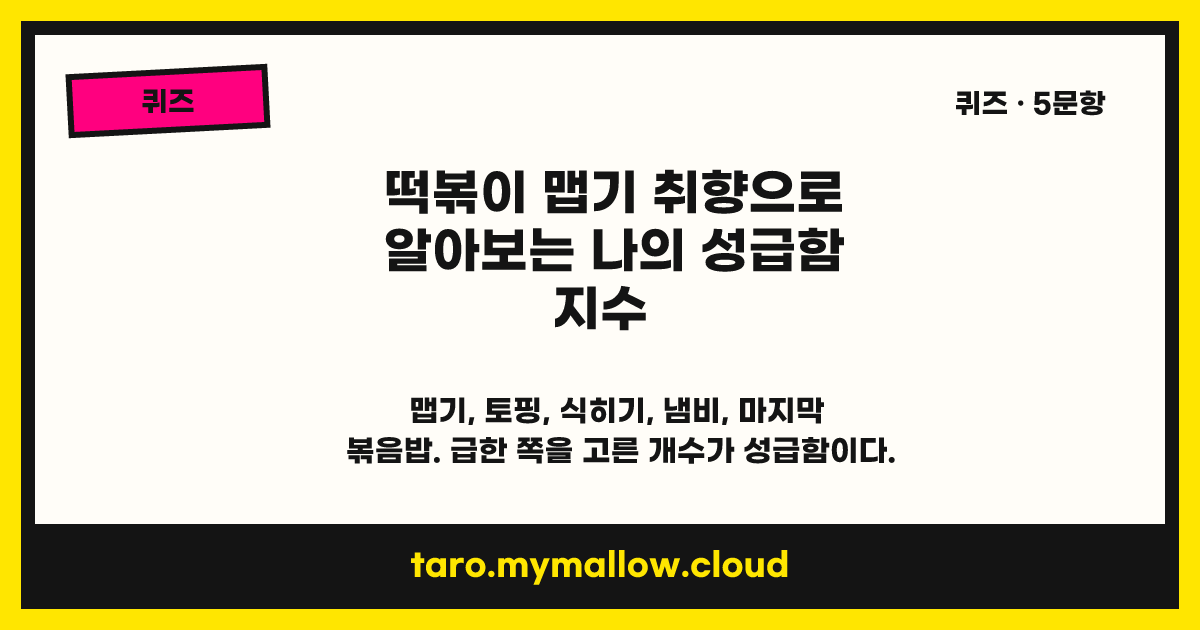 퀴즈
퀴즈 · 5문항
떡볶이 맵기 취향으로
알아보는 나의 성급함
지수
맵기, 토핑, 식히기, 냄비, 마지막
볶음밥. 급한 쪽을 고른 개수가 성급함이다.
taro.mymallow.cloud